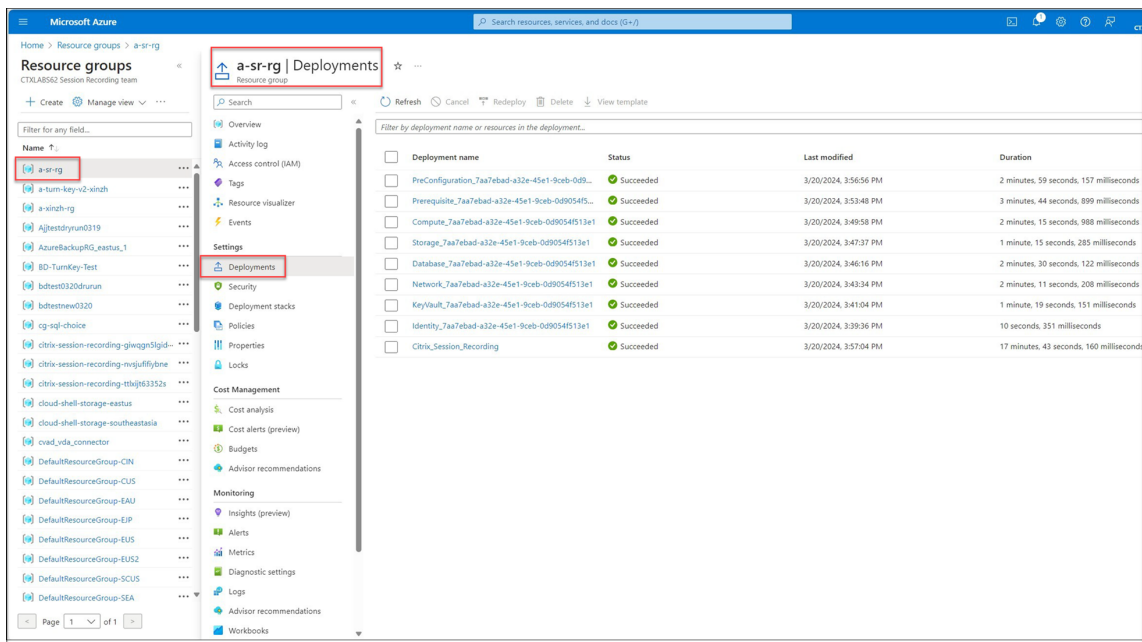 Microsoft Azure
Search resources, services, and docs (G+/)
1
Home > Resource groups > a-sr-rg
Resource groups «
CTXLABS62 Session Recording team
+ Create Manage view ...
Filter for any field...
Name ↑↓
a-sr-rg ...
a-turn-key-v2-xinzh ...
a-xinzh-rg ...
Ajjtestdryrun0319 ...
AzureBackupRG_eastus_1 ...
BD-TurnKey-Test ...
bdtest0320drurun ...
bdtestnew0320 ...
cg-sql-choice ...
citrix-session-recording-giwqgn5lgid... ...
citrix-session-recording-nvsjufifiybne ...
citrix-session-recording-ttlxijt63352s ...
cloud-shell-storage-eastus ...
cloud-shell-storage-southeastasia ...
cvad_vda_connector ...
DefaultResourceGroup-CIN ...
DefaultResourceGroup-CUS ...
DefaultResourceGroup-EAU ...
DefaultResourceGroup-EJP ...
DefaultResourceGroup-EUS ...
DefaultResourceGroup-EUS2 ...
DefaultResourceGroup-SCUS ...
DefaultResourceGroup-SEA ...
< Page 1 of 1 >
a-sr-rg | Deployments ☆ ...
Resource group
Search «
Overview
Activity log
Access control (IAM)
Tags
Resource visualizer
Events
Settings
Deployments
Security
Deployment stacks
Policies
Properties
Locks
Cost Management
Cost analysis
Cost alerts (preview)
Budgets
Advisor recommendations
Monitoring
Insights (preview)
Alerts
Metrics
Diagnostic settings
Logs
Advisor recommendations
Workbooks
Refresh Cancel Redeploy Delete View template
Filter by deployment name or resources in the deployment...
Deployment name Status Last modified Duration
PreConfiguration_7aa7ebad-a32e-45e1-9ceb-0d9... Succeeded 3/20/2024, 3:56:56 PM 2 minutes, 59 seconds, 157 milliseconds
Prerequisite_7aa7ebad-a32e-45e1-9ceb-0d9054f5... Succeeded 3/20/2024, 3:53:48 PM 3 minutes, 44 seconds, 899 milliseconds
Compute_7aa7ebad-a32e-45e1-9ceb-0d9054f513e1 Succeeded 3/20/2024, 3:49:58 PM 2 minutes, 15 seconds, 988 milliseconds
Storage_7aa7ebad-a32e-45e1-9ceb-0d9054f513e1 Succeeded 3/20/2024, 3:47:37 PM 1 minute, 15 seconds, 285 milliseconds
Database_7aa7ebad-a32e-45e1-9ceb-0d9054f513e1 Succeeded 3/20/2024, 3:46:16 PM 2 minutes, 30 seconds, 122 milliseconds
Network_7aa7ebad-a32e-45e1-9ceb-0d9054f513e1 Succeeded 3/20/2024, 3:43:34 PM 2 minutes, 11 seconds, 208 milliseconds
KeyVault_7aa7ebad-a32e-45e1-9ceb-0d9054f513e1 Succeeded 3/20/2024, 3:41:04 PM 1 minute, 19 seconds, 151 milliseconds
Identity_7aa7ebad-a32e-45e1-9ceb-0d9054f513e1 Succeeded 3/20/2024, 3:39:36 PM 10 seconds, 351 milliseconds
Citrix_Session_Recording Succeeded 3/20/2024, 3:57:04 PM 17 minutes, 43 seconds, 160 milliseconds